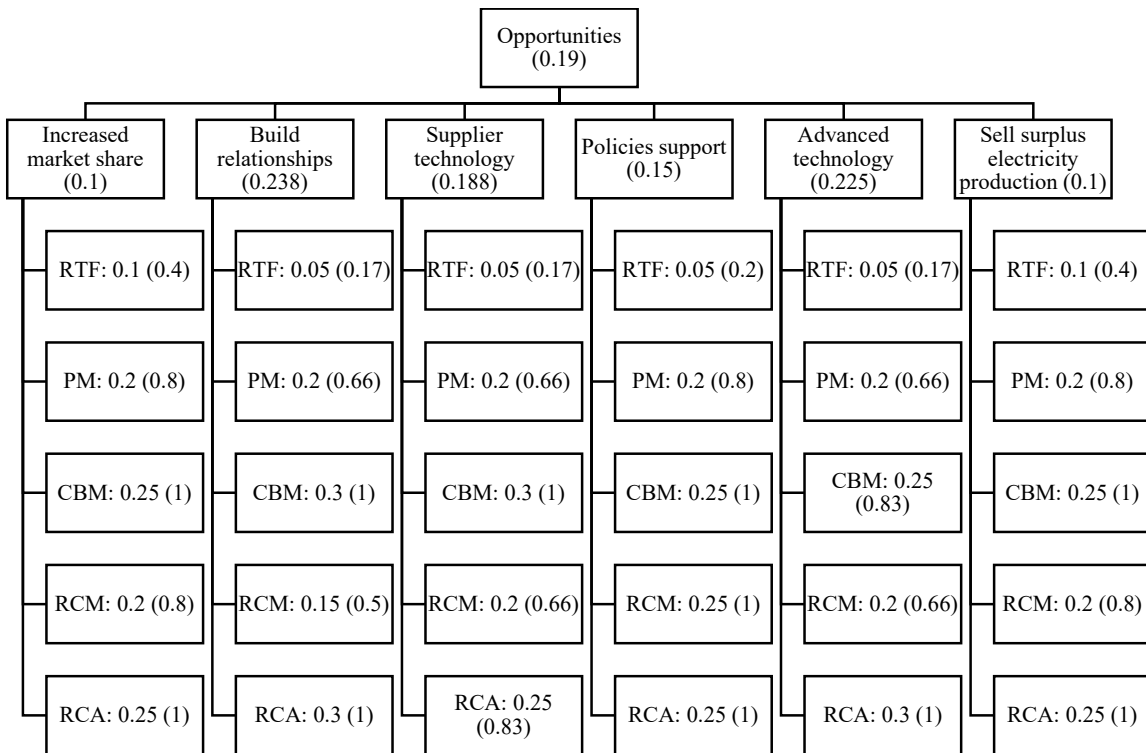 Opportunities
(0.19)
Increased
market share
(0.1)
Build
relationships
(0.238)
Supplier
technology
(0.188)
Policies support
(0.15)
Advanced
technology
(0.225)
Sell surplus
electricity
production (0.1)
RTF: 0.1 (0.4)
RTF: 0.05 (0.17)
RTF: 0.05 (0.17)
RTF: 0.05 (0.2)
RTF: 0.05 (0.17)
RTF: 0.1 (0.4)
PM: 0.2 (0.8)
PM: 0.2 (0.66)
PM: 0.2 (0.66)
PM: 0.2 (0.8)
PM: 0.2 (0.66)
PM: 0.2 (0.8)
CBM: 0.25 (1)
CBM: 0.3 (1)
CBM: 0.3 (1)
CBM: 0.25 (1)
CBM: 0.25
(0.83)
CBM: 0.25 (1)
RCM: 0.2 (0.8)
RCM: 0.15 (0.5)
RCM: 0.2 (0.66)
RCM: 0.25 (1)
RCM: 0.2 (0.66)
RCM: 0.2 (0.8)
RCA: 0.25 (1)
RCA: 0.3 (1)
RCA: 0.25
(0.83)
RCA: 0.25 (1)
RCA: 0.3 (1)
RCA: 0.25 (1)